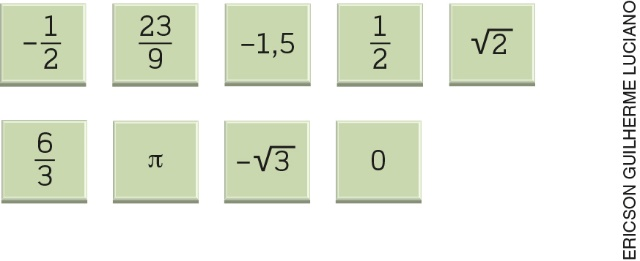 -1/2 23/9 –1,5 1/2 √2
6/3 π –√3 0
ERICSON GUILHERME LUCIANO